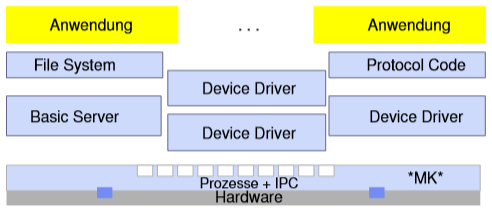 Anwendung
...
Anwendung
File System
Protocol Code
Device Driver
Basic Server
Device Driver
Device Driver
Prozesse + IPC
*MK*
Hardware